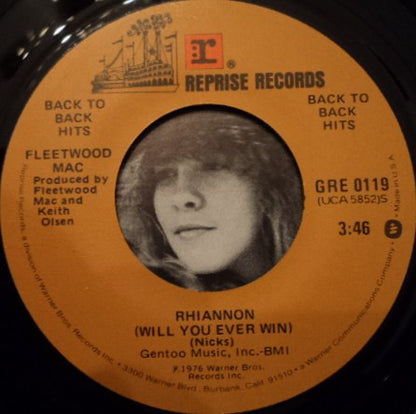 r
REPRISE RECORDS
BACK TO
BACK
HITS
BACK TO
BACK
HITS
FLEETWOOD
MAC
Produced by
Fleetwood
Mac and
Keith
Olsen
GRE 0119
(UCA 5852)S
3:46
RHIANNON
(WILL YOU EVER WIN)
(Nicks)
Gentoo Music, Inc.-BMI
℗1976 Warner Bros.
Records Inc.
Reprise Records, a division of Warner Bros. Records Inc. • 3300 Warner Blvd., Burbank, Calif. 91510 • a Warner Communications Company • W • Made in U.S.A.